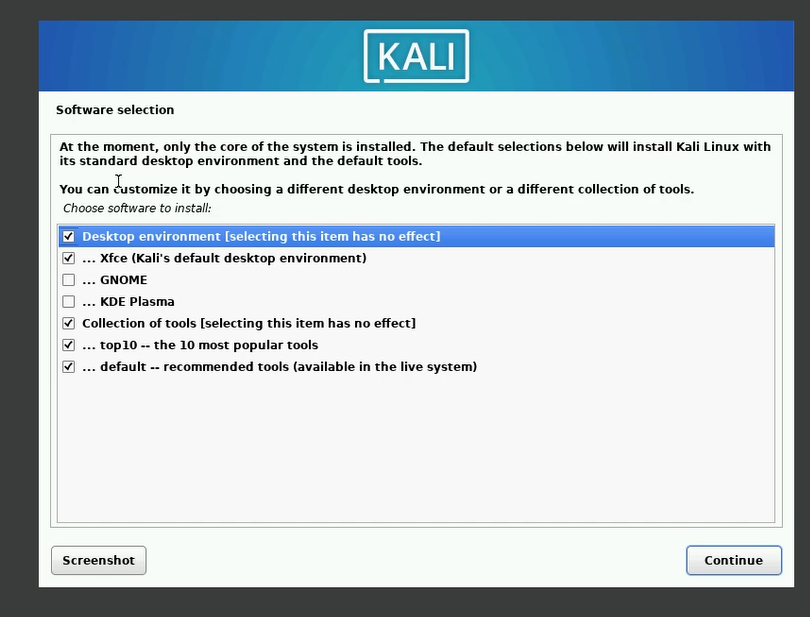 KALI
Software selection
At the moment, only the core of the system is installed. The default selections below will install Kali Linux with
its standard desktop environment and the default tools.
You can customize it by choosing a different desktop environment or a different collection of tools.
Choose software to install:
Desktop environment [selecting this item has no effect]
... Xfce (Kali's default desktop environment)
... GNOME
... KDE Plasma
Collection of tools [selecting this item has no effect]
... top10 -- the 10 most popular tools
... default -- recommended tools (available in the live system)
Screenshot
Continue